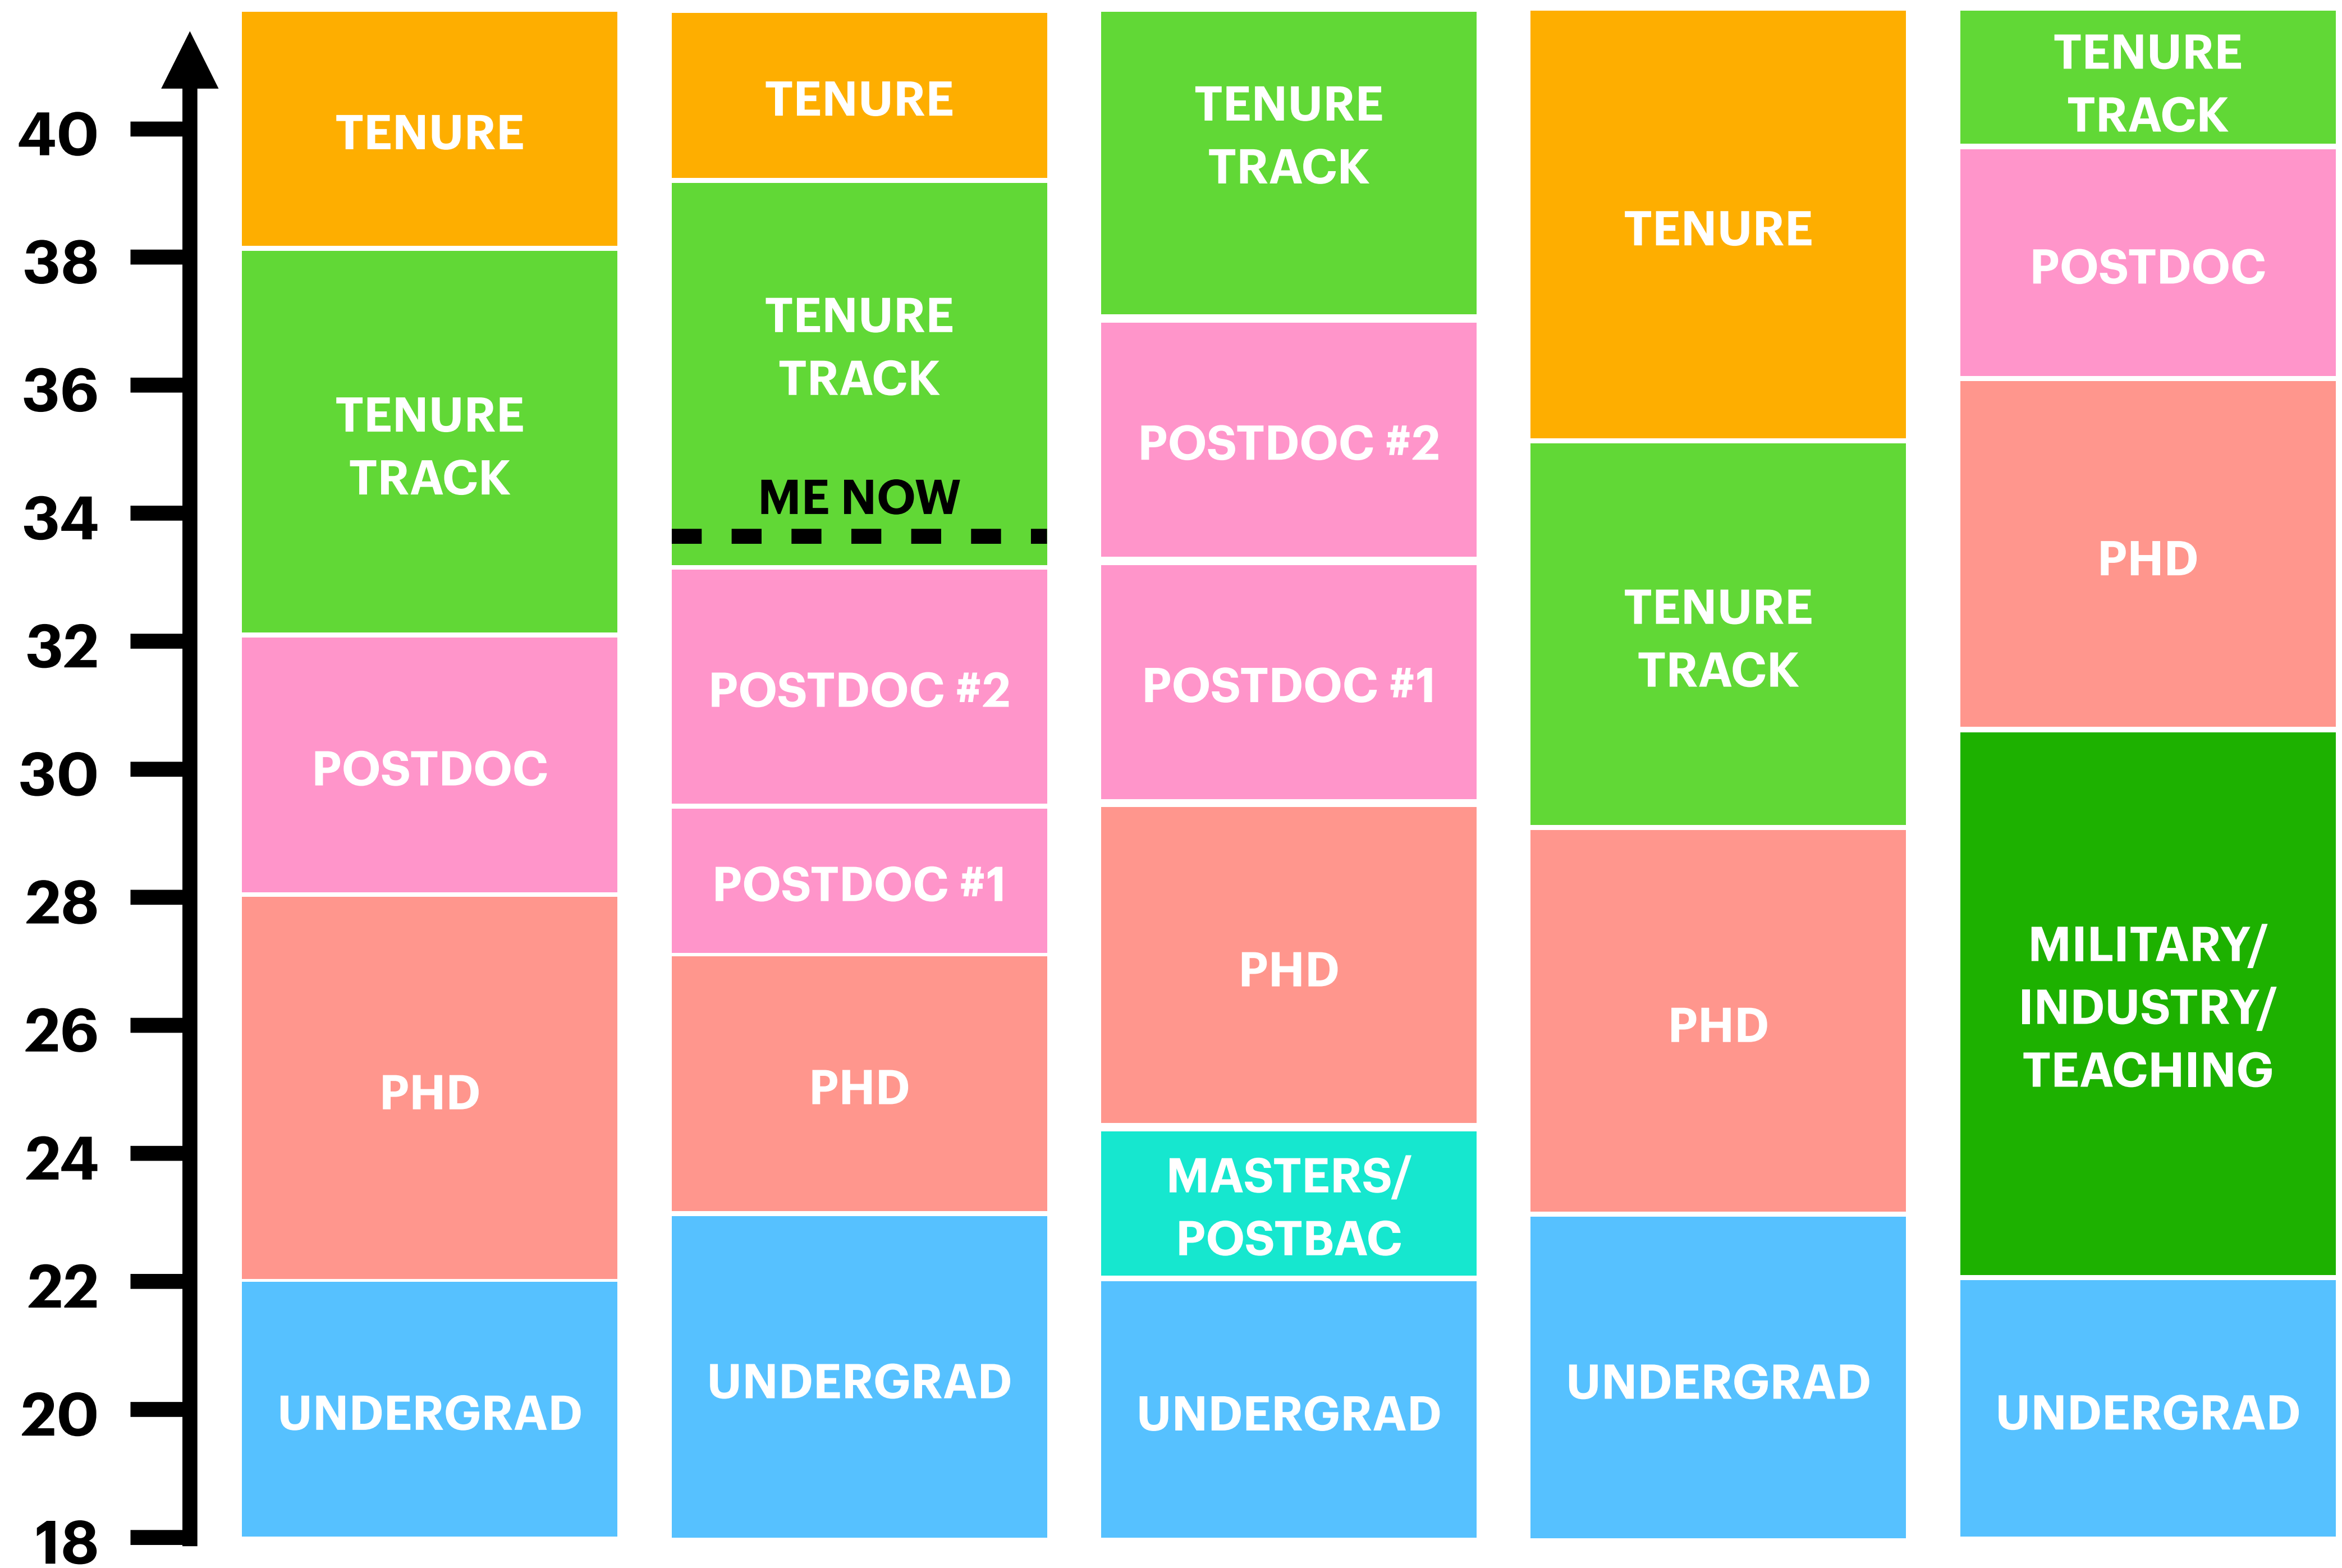 40
38
36
34
32
30
28
26
24
22
20
18
TENURE
TENURE
TRACK
POSTDOC
PHD
UNDERGRAD
TENURE
TENURE
TRACK
ME NOW
POSTDOC #2
POSTDOC #1
PHD
UNDERGRAD
TENURE
TRACK
POSTDOC #2
POSTDOC #1
PHD
MASTERS/
POSTBAC
UNDERGRAD
TENURE
TENURE
TRACK
PHD
UNDERGRAD
TENURE
TRACK
POSTDOC
PHD
MILITARY/
INDUSTRY/
TEACHING
UNDERGRAD